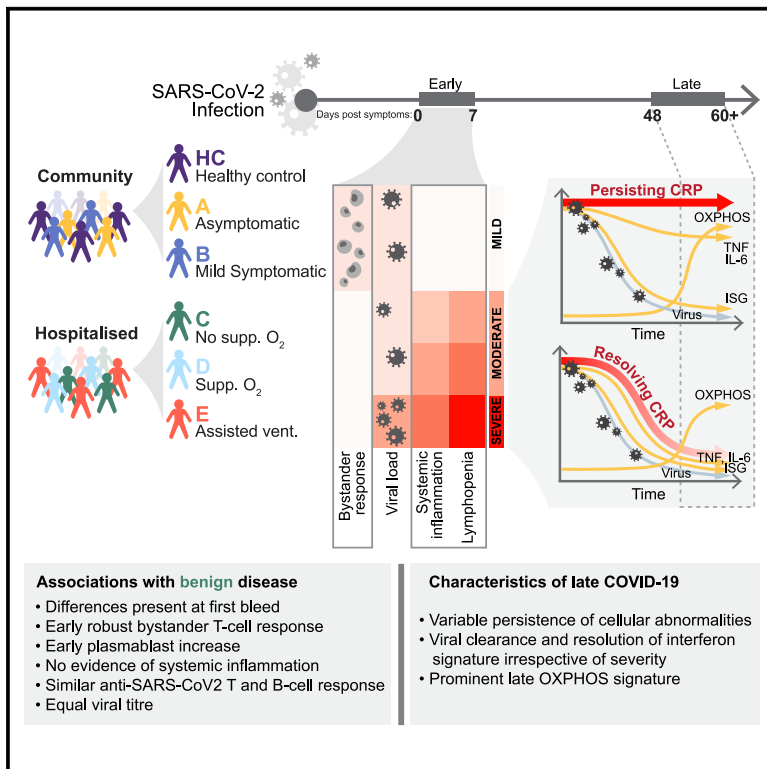 SARS-CoV-2
Infection
Days post symptoms:
Early
0
7
Late
48
60+
Community
HC
Healthy control
A
Asymptomatic
B
Mild Symptomatic
Hospitalised
C
No supp. O₂
D
Supp. O₂
E
Assisted vent.
MILD
MODERATE
SEVERE
Bystander
response
Viral load
Systemic
inflammation
Lymphopenia
Persisting CRP
OXPHOS
TNF
IL-6
ISG
Virus
Time
Resolving CRP
OXPHOS
TNF, IL-6
ISG
Virus
Time
Associations with benign disease
• Differences present at first bleed
• Early robust bystander T-cell response
• Early plasmablast increase
• No evidence of systemic inflammation
• Similar anti-SARS-CoV2 T and B-cell response
• Equal viral titre
Characteristics of late COVID-19
• Variable persistence of cellular abnormalities
• Viral clearance and resolution of interferon
signature irrespective of severity
• Prominent late OXPHOS signature